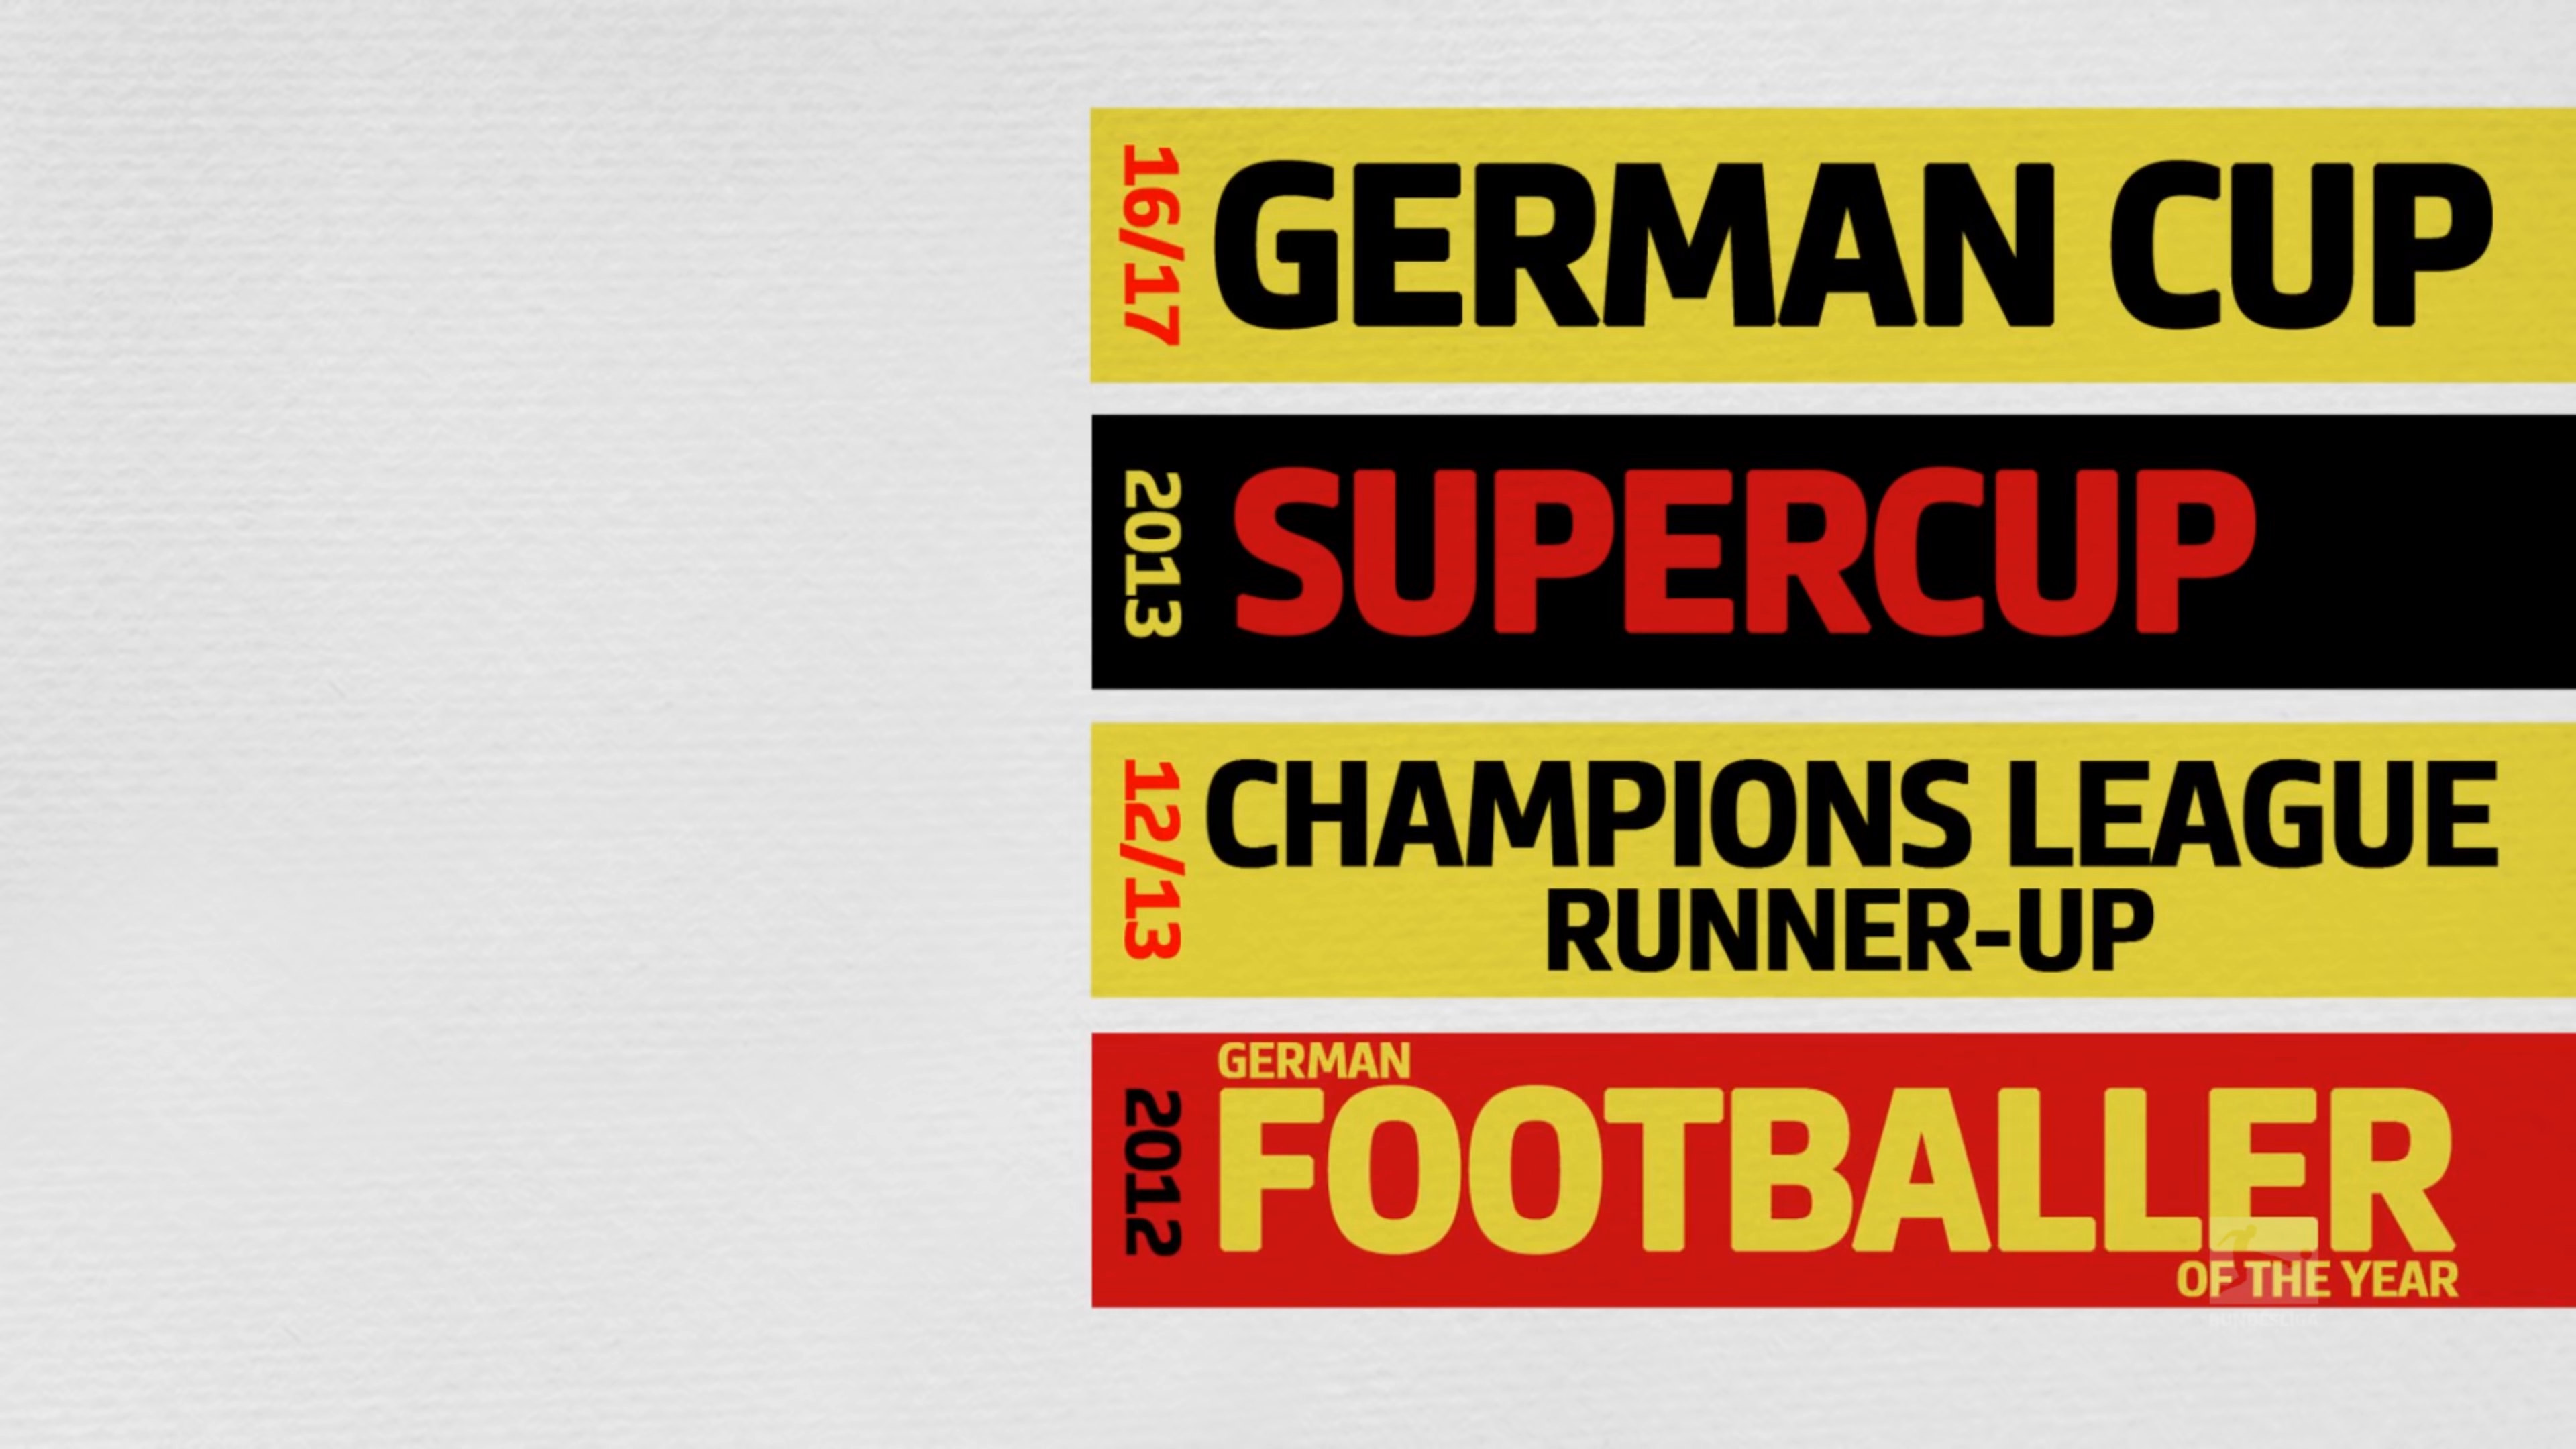 16/17
GERMAN CUP
2013
SUPERCUP
12/13
CHAMPIONS LEAGUE
RUNNER-UP
2012
GERMAN
FOOTBALLER
OF THE YEAR